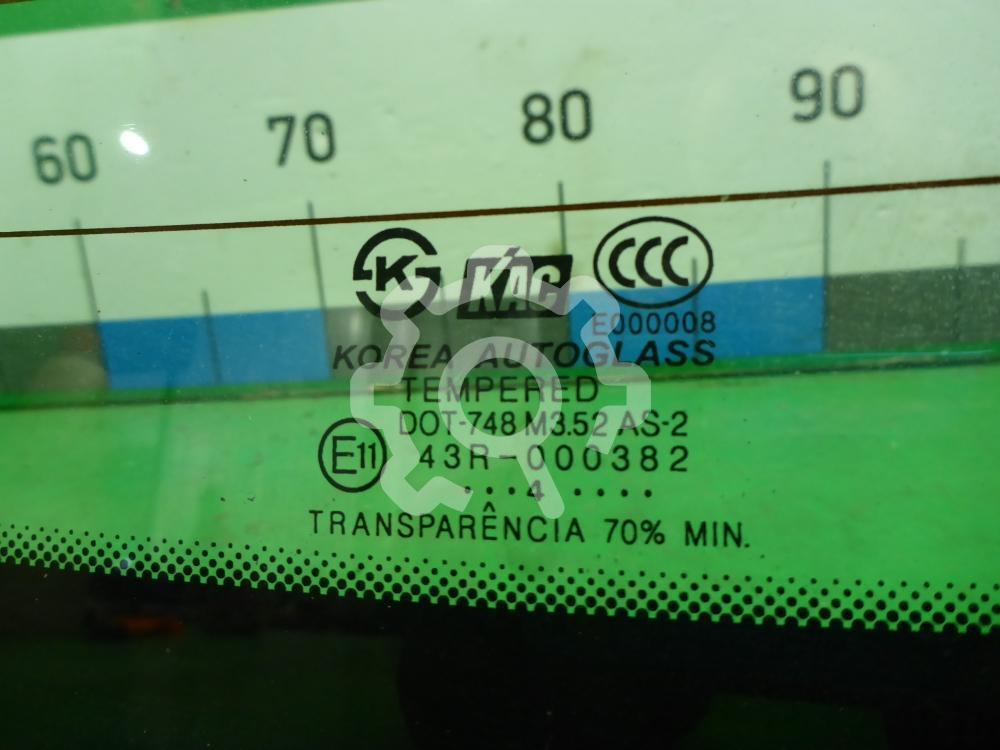 60 70 80 90
K KAC CCC
E000008
KOREA AUTOGLASS
TEMPERED
DOT-748 M3.52 AS-2
E11 43R-000382
...4....
TRANSPARÊNCIA 70% MIN.